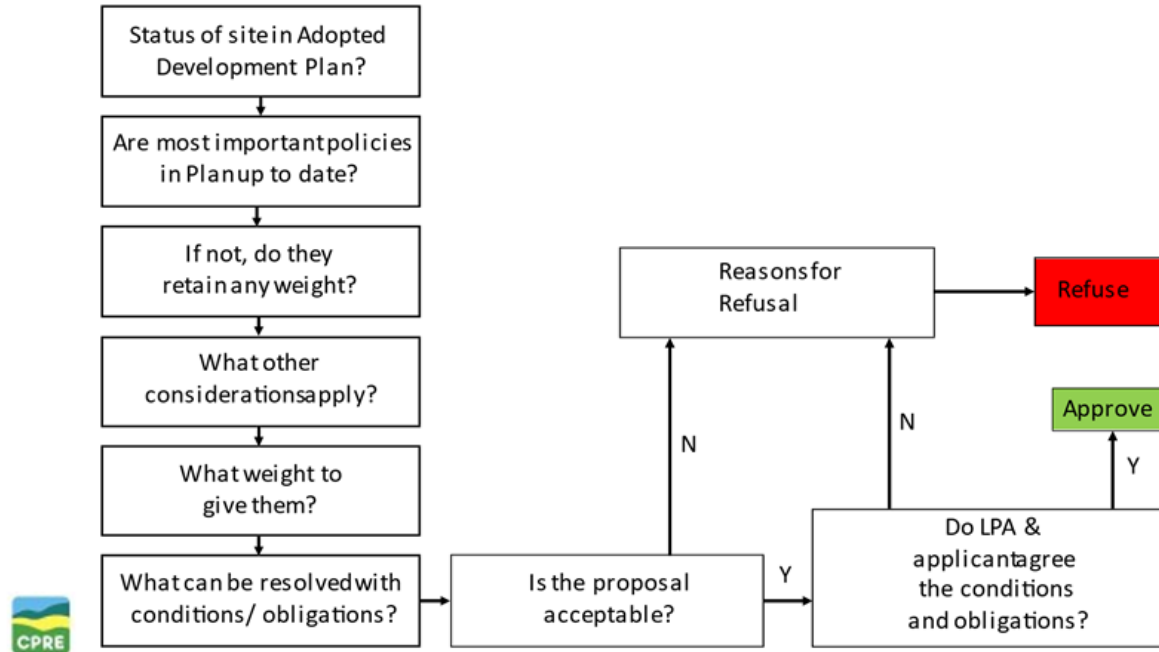 Status of site in Adopted
Development Plan?
Are most important policies
in Plan up to date?
If not, do they
retain any weight?
What other
considerations apply?
What weight to
give them?
What can be resolved with
conditions/ obligations?
Is the proposal
acceptable?
N
Y
Reasons for
Refusal
Refuse
Do LPA &
applicant agree
the conditions
and obligations?
N
Y
Approve
CPRE